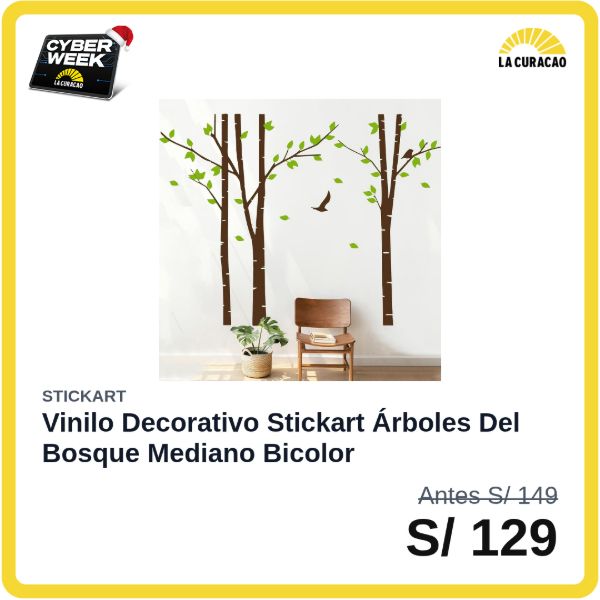 CYBER
WEEK
LA CURACAO
LA CURACAO
STICKART
Vinilo Decorativo Stickart Árboles Del
Bosque Mediano Bicolor
Antes S/ 149
S/ 129